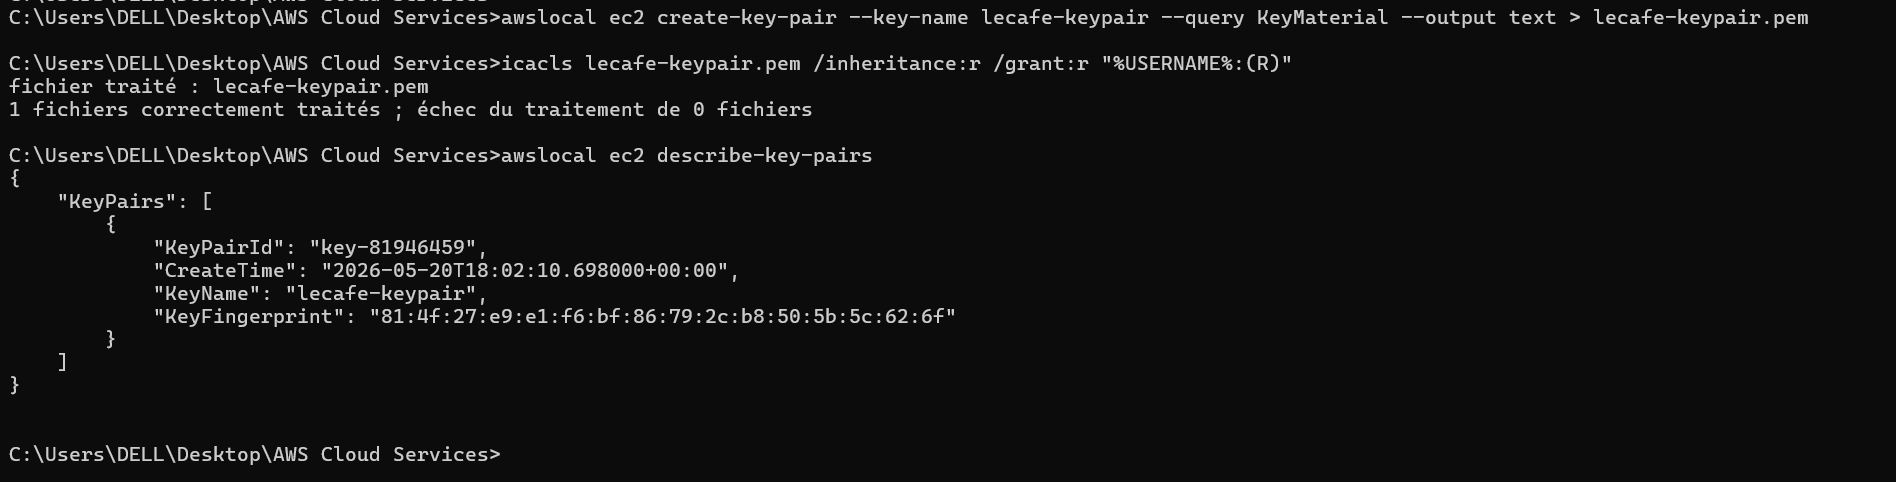 C:\Users\DELL\Desktop\AWS Cloud Services>awslocal ec2 create-key-pair --key-name lecafe-keypair --query KeyMaterial --output text > lecafe-keypair.pem
C:\Users\DELL\Desktop\AWS Cloud Services>icacls lecafe-keypair.pem /inheritance:r /grant:r "%USERNAME%:(R)"
fichier traité : lecafe-keypair.pem
1 fichiers correctement traités ; échec du traitement de 0 fichiers
C:\Users\DELL\Desktop\AWS Cloud Services>awslocal ec2 describe-key-pairs
{
    "KeyPairs": [
        {
            "KeyPairId": "key-81946459",
            "CreateTime": "2026-05-20T18:02:10.698000+00:00",
            "KeyName": "lecafe-keypair",
            "KeyFingerprint": "81:4f:27:e9:e1:f6:bf:86:79:2c:b8:50:5b:5c:62:6f"
        }
    ]
}
C:\Users\DELL\Desktop\AWS Cloud Services>